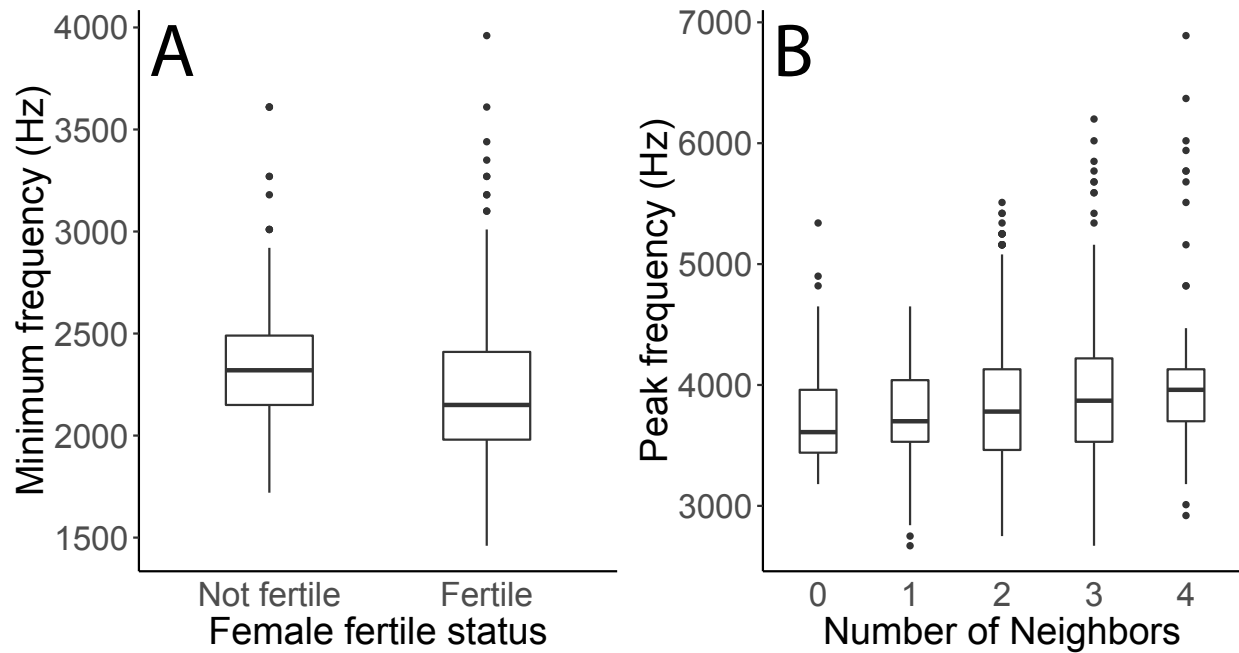 A
Minimum frequency (Hz)
4000
3500
3000
2500
2000
1500
Not fertile Fertile
Female fertile status
B
Peak frequency (Hz)
7000
6000
5000
4000
3000
0 1 2 3 4
Number of Neighbors